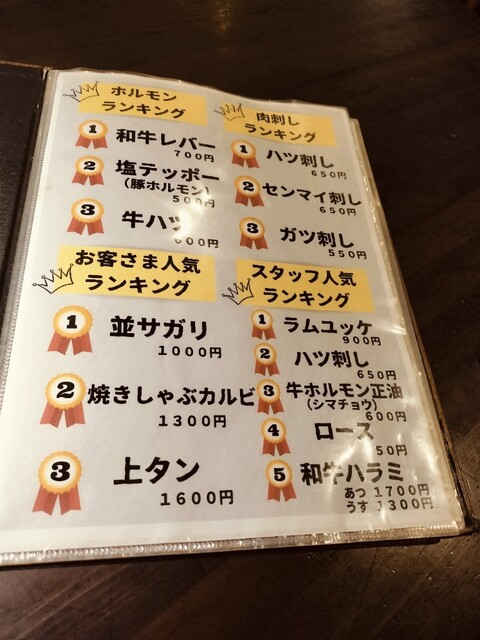 ホルモン
ランキング
1 和牛レバー
700円
2 塩テッポー
(豚ホルモン)
500円
3 牛ハツ
600円
肉刺し
ランキング
1 ハツ刺し
650円
2 センマイ刺し
650円
3 ガツ刺し
550円
お客さま人気
ランキング
1 並サガリ
1000円
2 焼きしゃぶカルビ
1300円
3 上タン
1600円
スタッフ人気
ランキング
1 ラムユッケ
900円
2 ハツ刺し
650円
3 牛ホルモン正油
(シマチョウ)
600円
4 ロース
50円
5 和牛ハラミ
あつ 1700円
うす 1300円